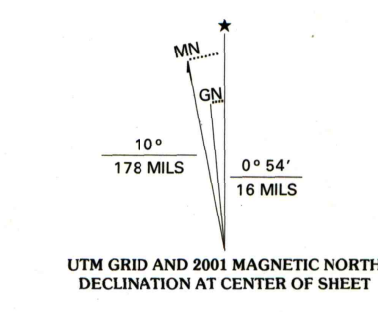 MN
GN
10°
178 MILS
0° 54′
16 MILS
UTM GRID AND 2001 MAGNETIC NORTH
DECLINATION AT CENTER OF SHEET